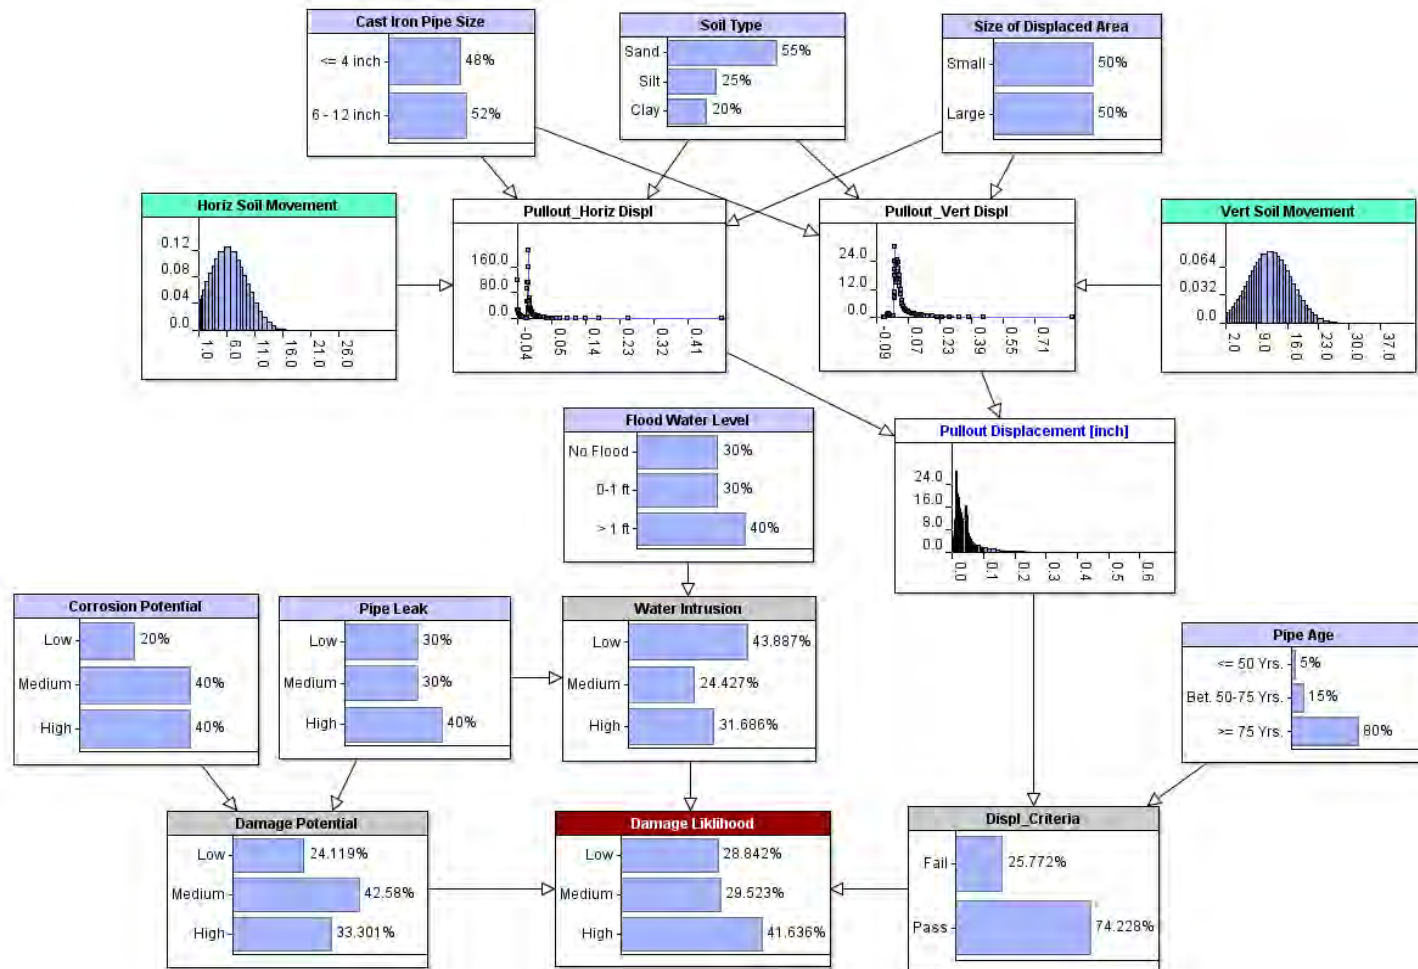 Cast Iron Pipe Size
<= 4 inch
48%
6 - 12 inch
52%
Soil Type
Sand
55%
Silt
25%
Clay
20%
Size of Displaced Area
Small
50%
Large
50%
Horiz Soil Movement
0.12
0.08
0.04
0.0
1.0
6.0
11.0
16.0
21.0
26.0
Pullout_Horiz Displ
160.0
80.0
0.0
-0.04
0.05
0.14
0.23
0.32
0.41
Pullout_Vert Displ
24.0
12.0
0.0
-0.09
0.07
0.23
0.39
0.55
0.71
Vert Soil Movement
0.064
0.032
0.0
2.0
9.0
16.0
23.0
30.0
37.0
Flood Water Level
No Flood
30%
0-1 ft
30%
> 1 ft
40%
Pullout Displacement [inch]
24.0
16.0
8.0
0.0
0.0
0.1
0.2
0.3
0.4
0.5
0.6
Corrosion Potential
Low
20%
Medium
40%
High
40%
Pipe Leak
Low
30%
Medium
30%
High
40%
Water Intrusion
Low
43.887%
Medium
24.427%
High
31.686%
Pipe Age
<= 50 Yrs.
5%
Bet. 50-75 Yrs.
15%
>= 75 Yrs.
80%
Damage Potential
Low
24.119%
Medium
42.58%
High
33.301%
Damage Liklihood
Low
28.842%
Medium
29.523%
High
41.636%
Displ_Criteria
Fail
25.772%
Pass
74.228%